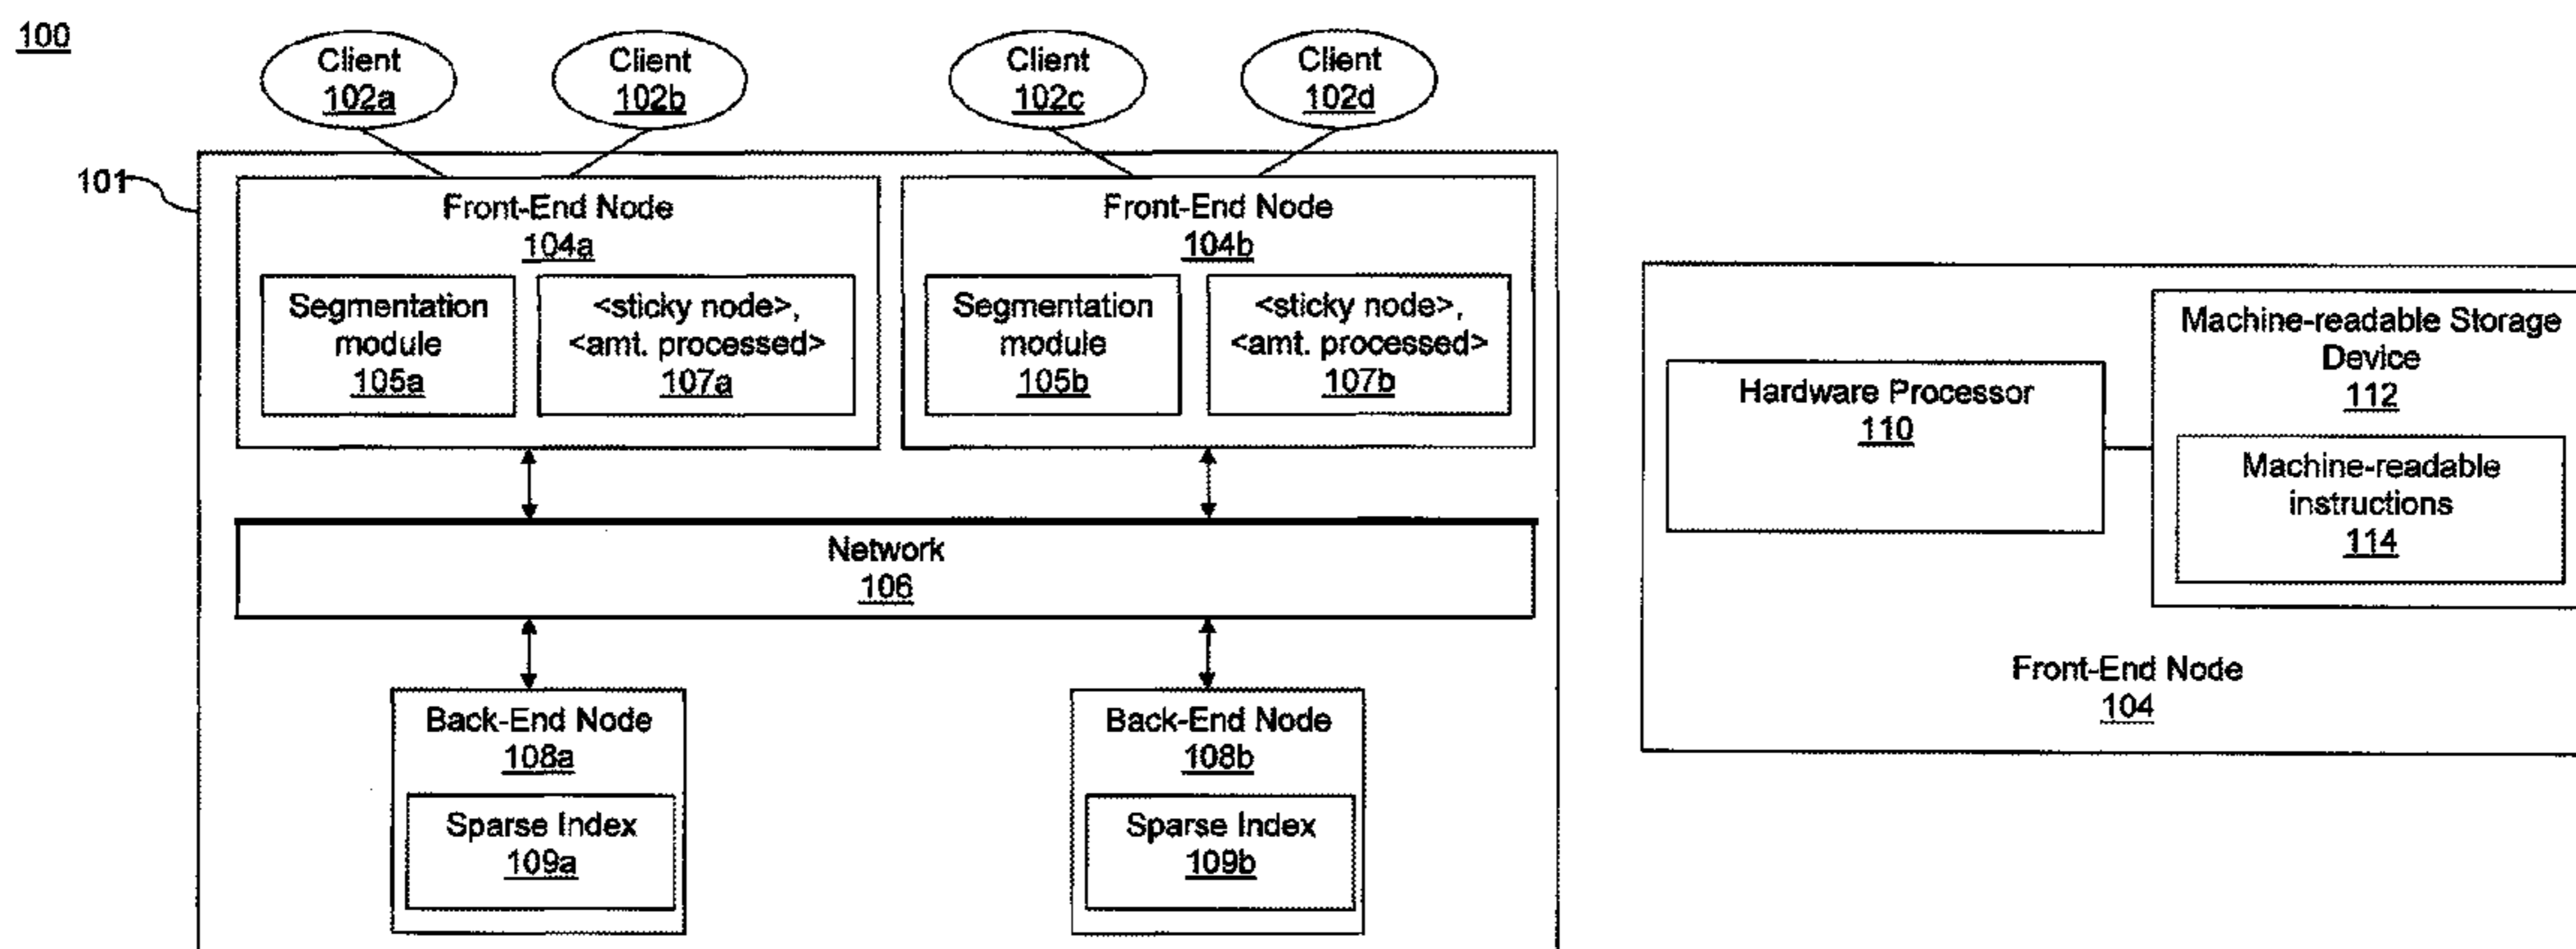 100
Client
102a
Client
102b
Client
102c
Client
102d
101
Front-End Node
104a
Segmentation
module
105a
<sticky node>,
<amt. processed>
107a
Front-End Node
104b
Segmentation
module
105b
<sticky node>,
<amt. processed>
107b
Network
106
Back-End Node
108a
Sparse Index
109a
Back-End Node
108b
Sparse Index
109b
Hardware Processor
110
Machine-readable Storage
Device
112
Machine-readable
instructions
114
Front-End Node
104